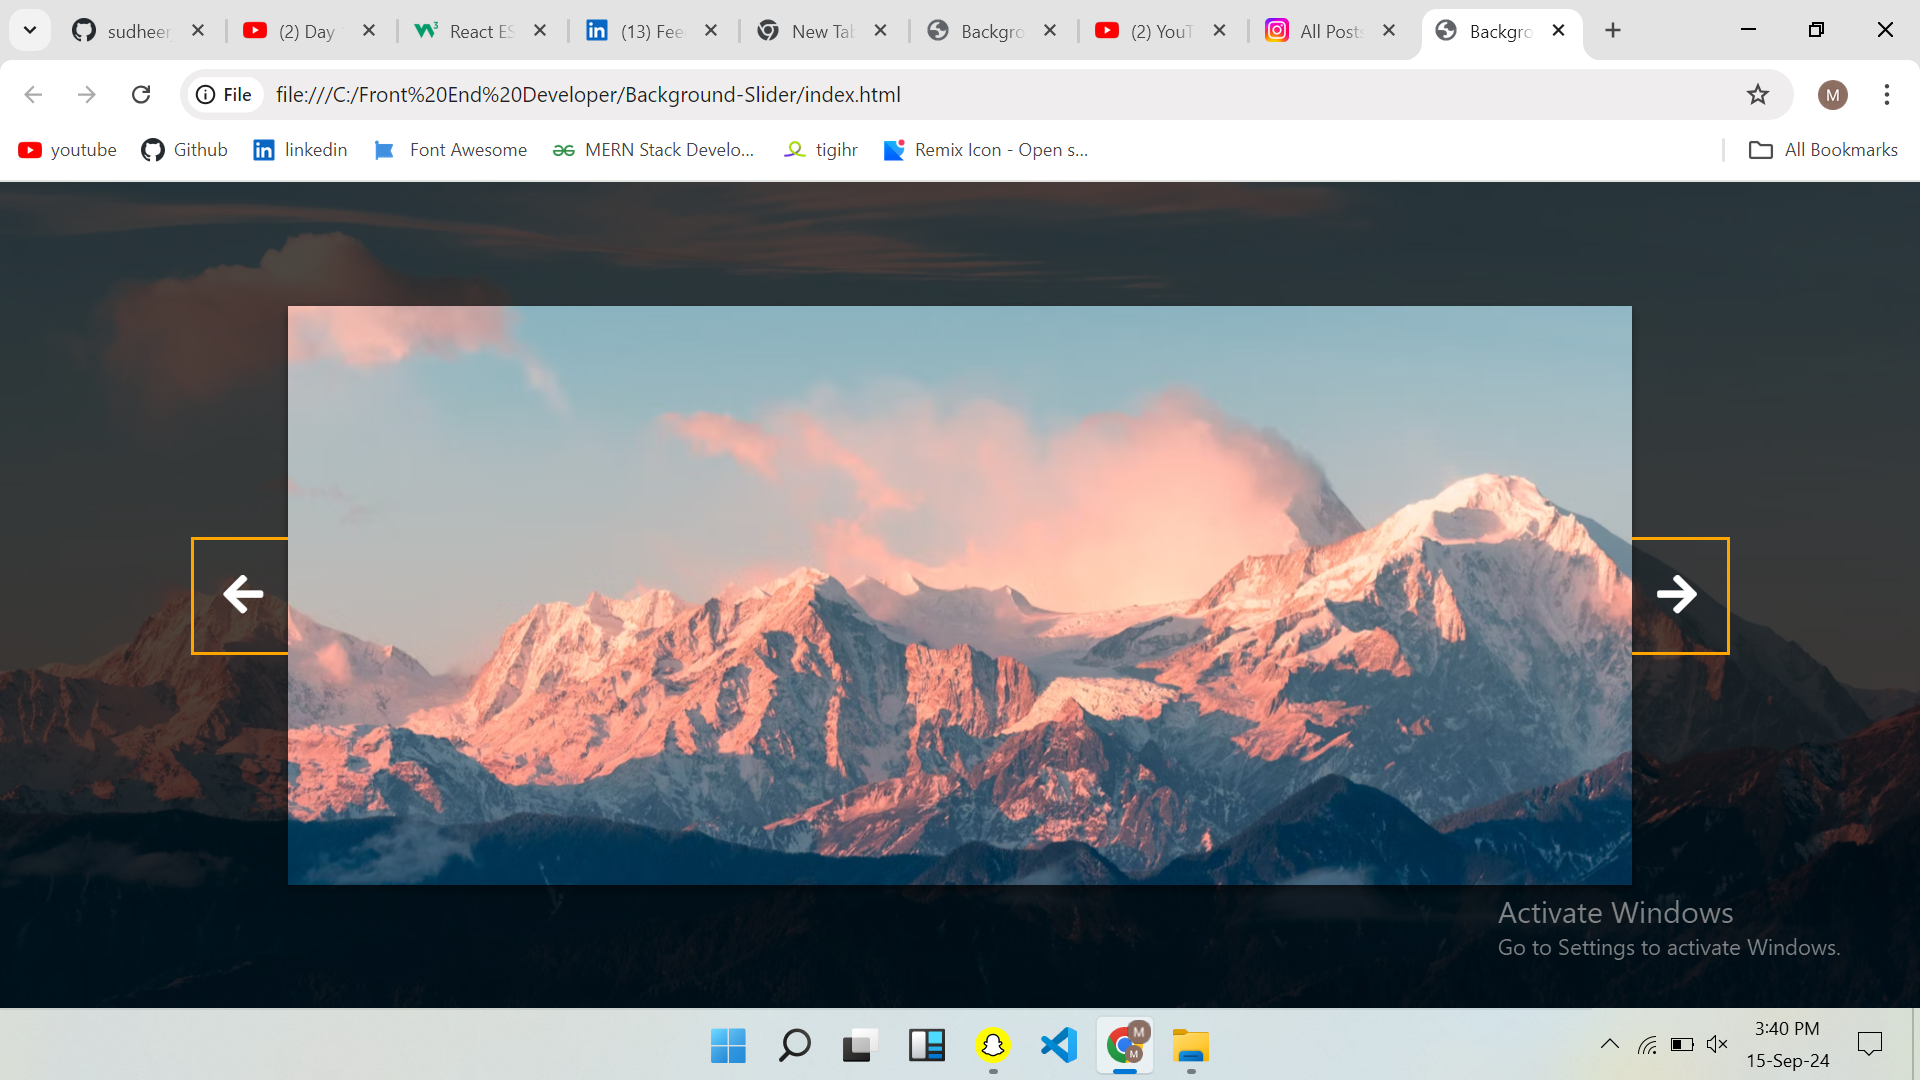 sudheer
(2) Day
React ES
(13) Fee
New Tab
Backgro
(2) YouT
All Posts
Backgro
File
file:///C:/Front%20End%20Developer/Background-Slider/index.html
M
youtube
Github
linkedin
Font Awesome
MERN Stack Develo...
tigihr
Remix Icon - Open s...
All Bookmarks
Activate Windows
Go to Settings to activate Windows.
M
M
3:40 PM
15-Sep-24